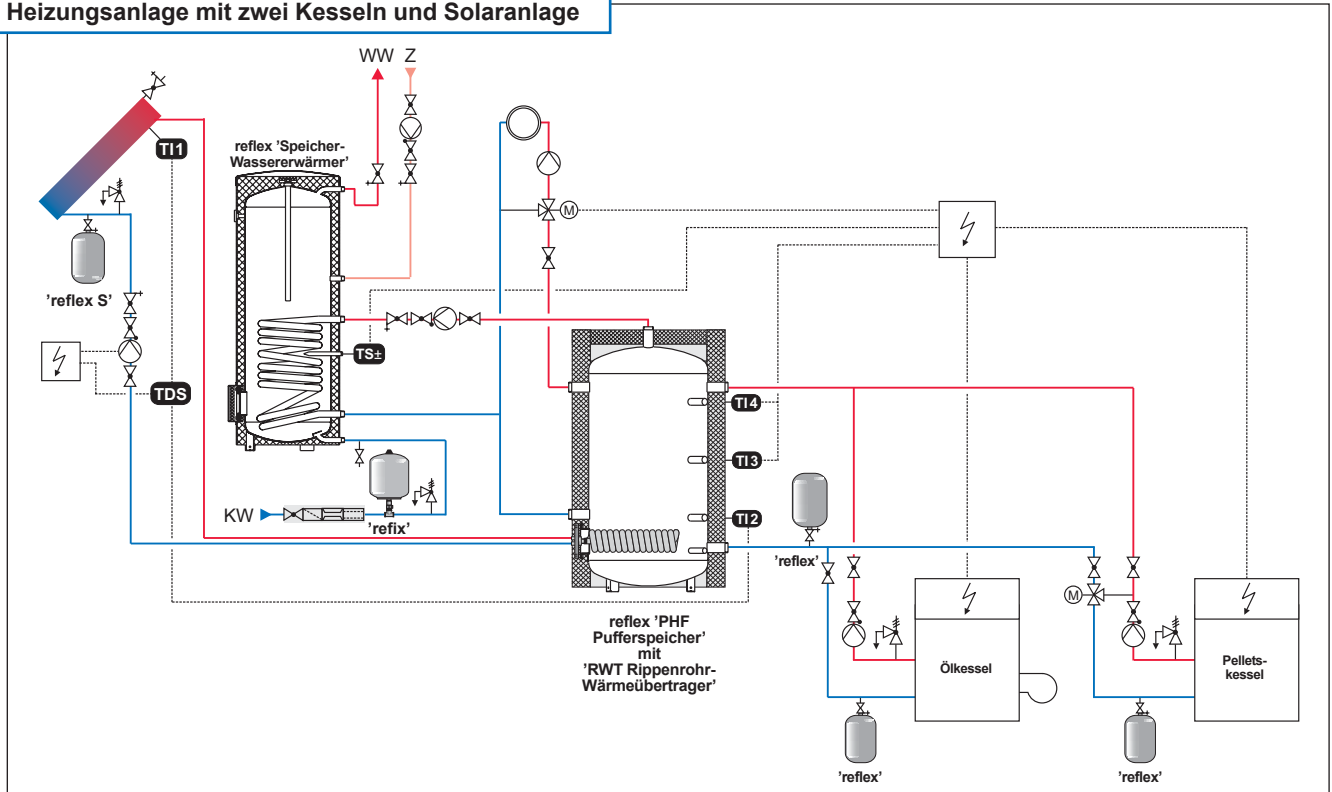 Heizungsanlage mit zwei Kesseln und Solaranlage
WW Z
TI1
reflex 'Speicher-
Wassererwärmer'
M
'reflex S'
TS±
TDS
TI4
TI3
TI2
KW
'refix'
'reflex'
M
reflex 'PHF
Pufferspeicher'
mit
'RWT Rippenrohr-
Wärmeübertrager'
Ölkessel
Pellets-
kessel
'reflex'
'reflex'